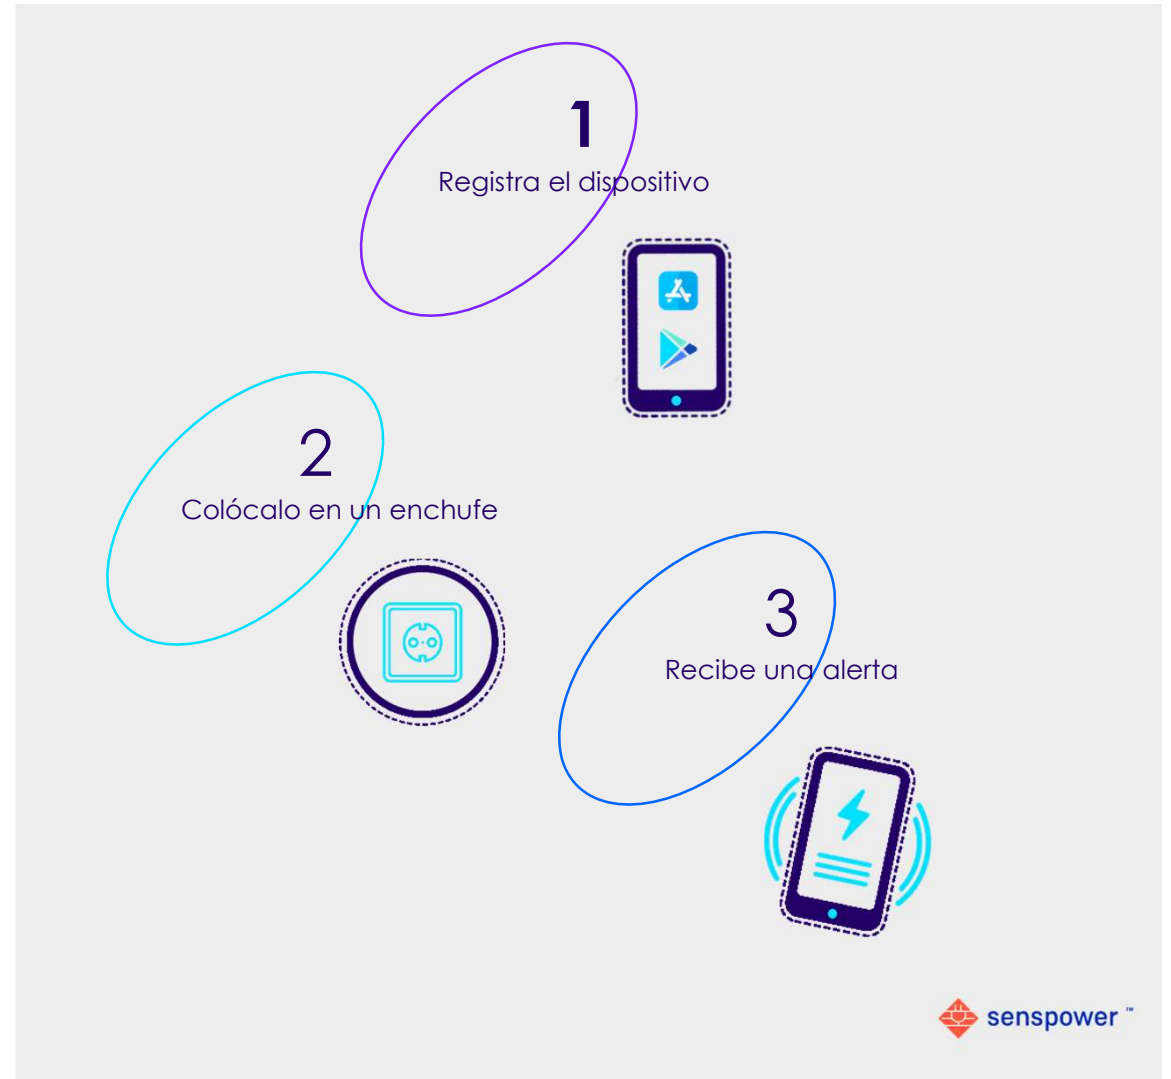 1
Registra el dispositivo
2
Colócalo en un enchufe
3
Recibe una alerta
senspower ™